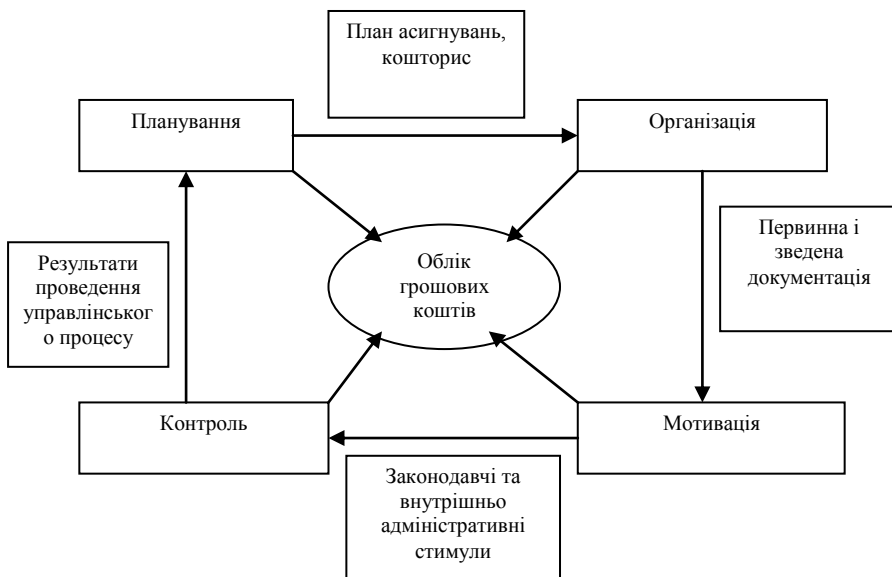 План асигнувань,
кошторис
Планування
Організація
Первинна і
зведена
документація
Результати
проведення
управлінськог
о процесу
Облік
грошових
коштів
Контроль
Мотивація
Законодавчі та
внутрішньо
адміністративні
стимули